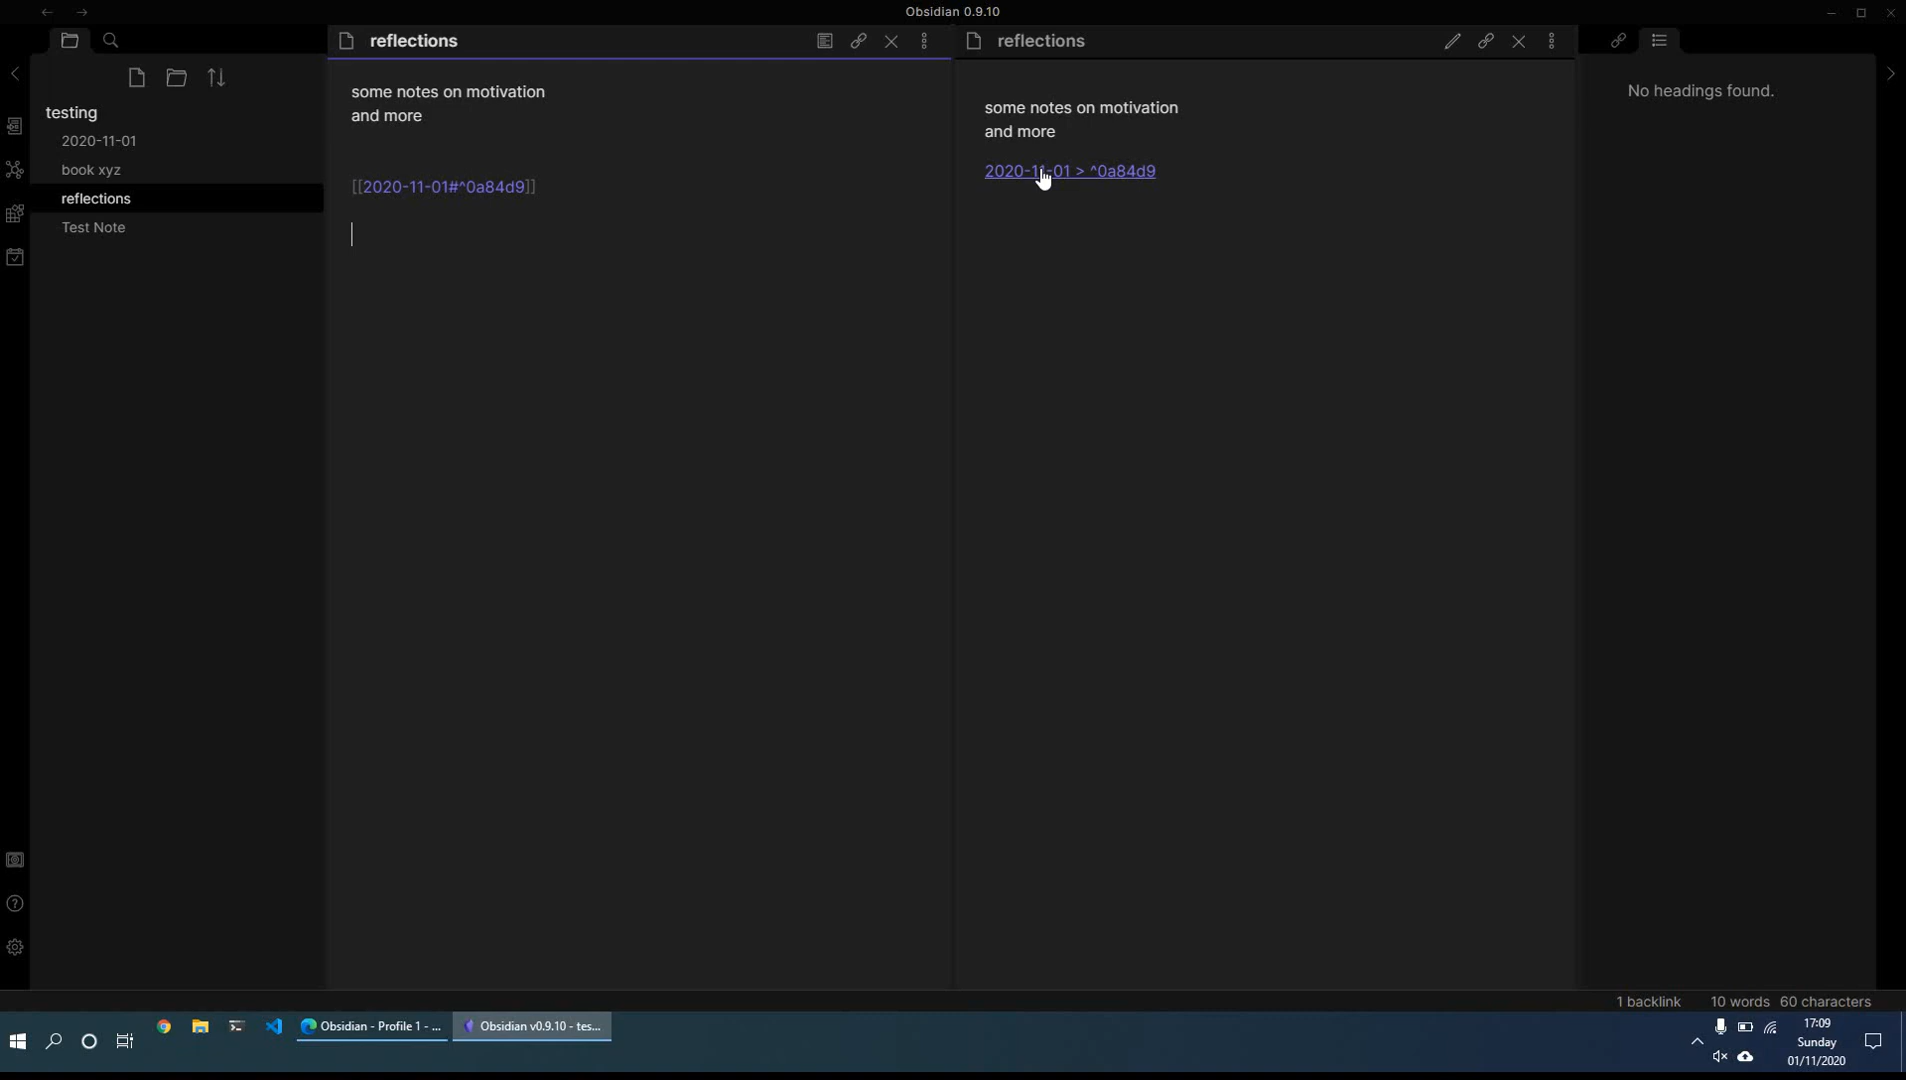 Obsidian 0.9.10
testing
2020-11-01
book xyz
reflections
Test Note
reflections
some notes on motivation
and more
[[2020-11-01#^0a84d9]]
reflections
some notes on motivation
and more
2020-11-01 > ^0a84d9
No headings found.
1 backlink
10 words
60 characters
Obsidian - Profile 1 - ...
Obsidian v0.9.10 - tes...
17:09
Sunday
01/11/2020